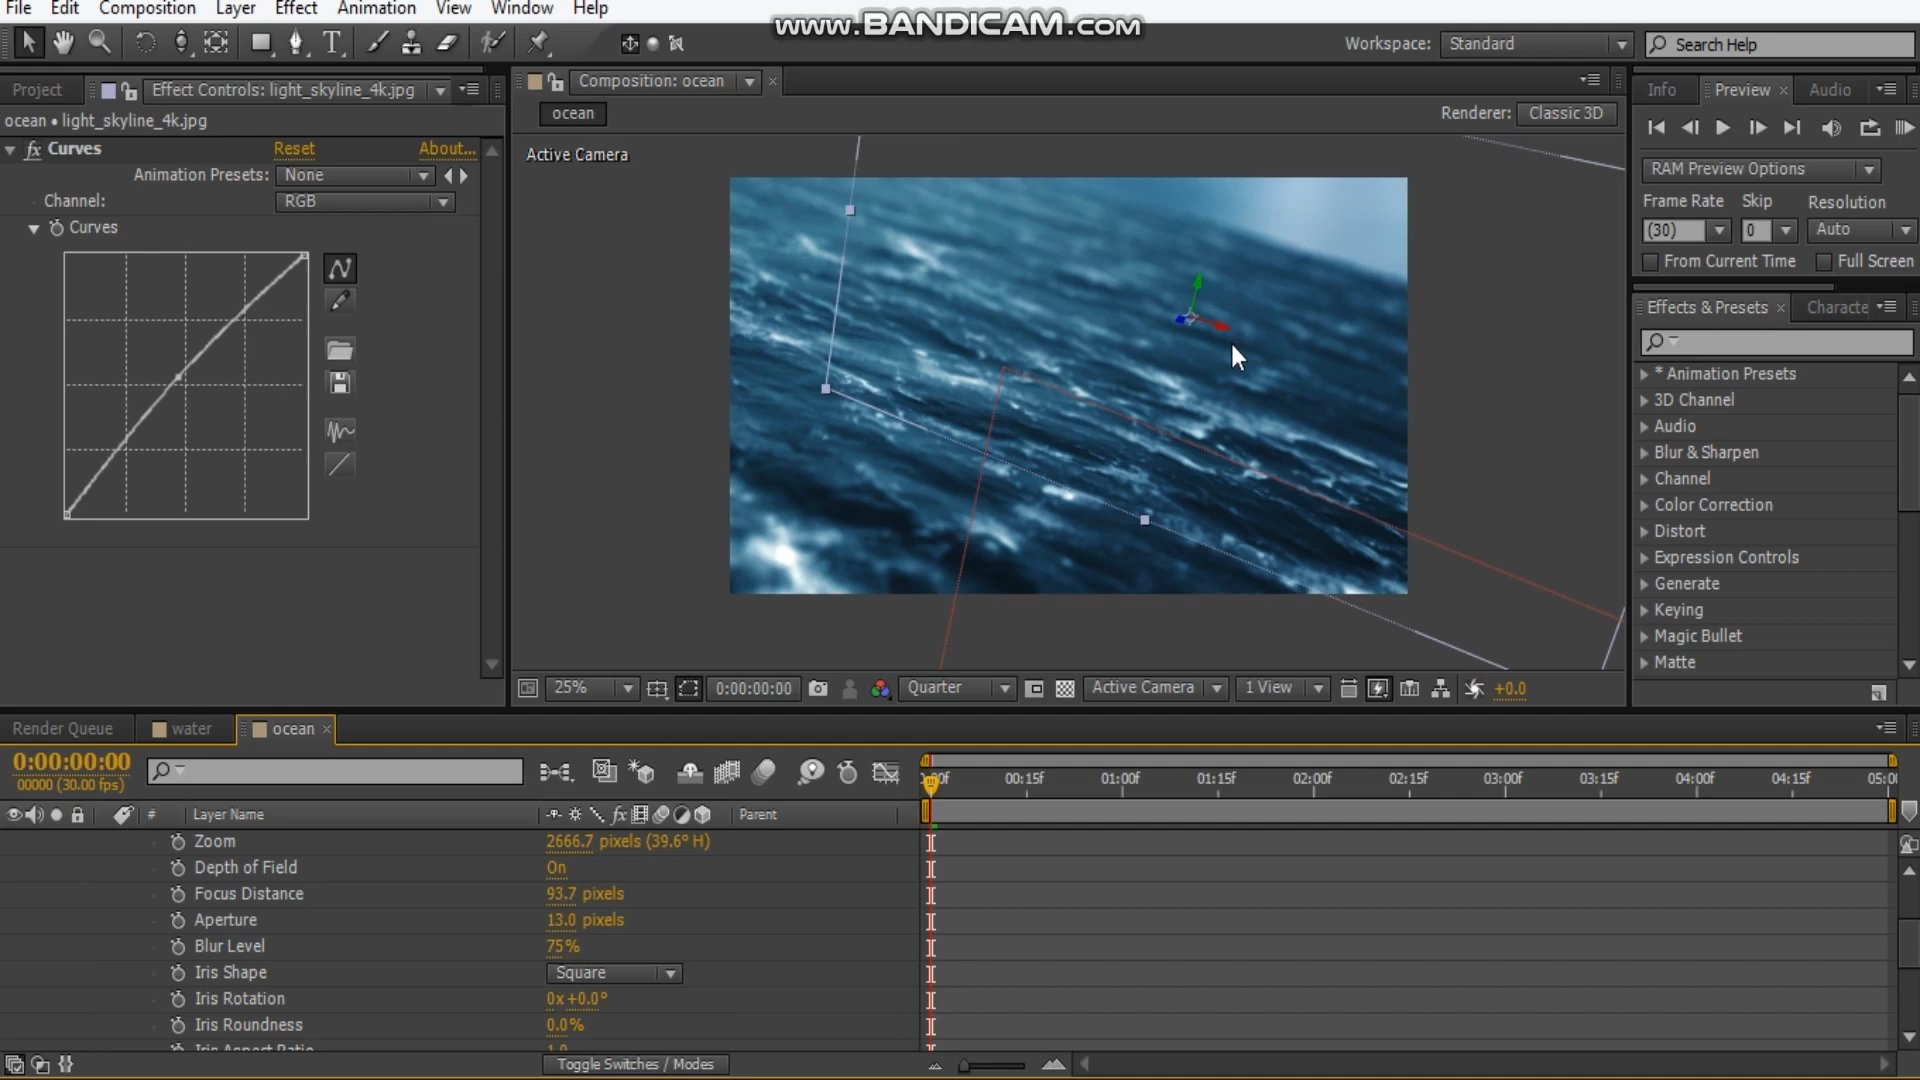 File Edit Composition Layer Effect Animation View Window Help
www.BANDICAM.com
Workspace: Standard
Search Help
Project
Effect Controls: light_skyline_4k.jpg
Composition: ocean
Info Preview Audio
ocean • light_skyline_4k.jpg
ocean
Renderer: Classic 3D
fx Curves Reset About...
Active Camera
Animation Presets: None
RAM Preview Options
Channel: RGB
Frame Rate Skip Resolution
Curves
(30) 0 Auto
From Current Time Full Screen
Effects & Presets Characte
* Animation Presets
3D Channel
Audio
Blur & Sharpen
Channel
Color Correction
Distort
Expression Controls
Generate
Keying
Magic Bullet
Matte
25% 0:00:00:00 Quarter Active Camera 1 View +0.0
Render Queue water ocean
0:00:00:00
00000 (30.00 fps)
00:15f 01:00f 01:15f 02:00f 02:15f 03:00f 03:15f 04:00f 04:15f
# Layer Name fx Parent
Zoom 2666.7 pixels (39.6° H)
Depth of Field On
Focus Distance 93.7 pixels
Aperture 13.0 pixels
Blur Level 75%
Iris Shape Square
Iris Rotation 0x+0.0°
Iris Roundness 0.0%
Iris Aspect Ratio 1.0
Toggle Switches / Modes